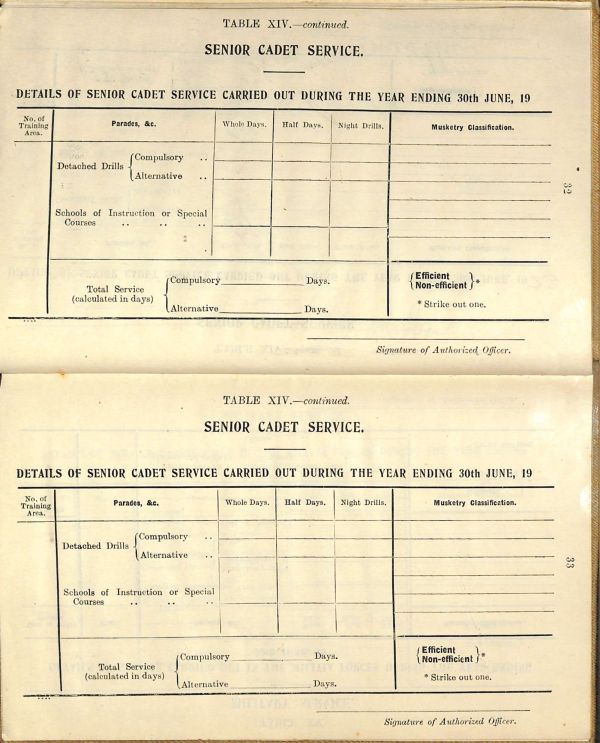 TABLE XIV.—continued.
SENIOR CADET SERVICE.
DETAILS OF SENIOR CADET SERVICE CARRIED OUT DURING THE YEAR ENDING 30th JUNE, 19
No. of Training Area.
Parades, &c.
Whole Days.
Half Days.
Night Drills.
Musketry Classification.
Detached Drills
Compulsory ..
Alternative ..
Schools of Instruction or Special
Courses .. .. ..
Total Service
(calculated in days)
Compulsory Days.
Alternative Days.
Efficient
Non-efficient *
* Strike out one.
Signature of Authorized Officer.
32
TABLE XIV.—continued.
SENIOR CADET SERVICE.
DETAILS OF SENIOR CADET SERVICE CARRIED OUT DURING THE YEAR ENDING 30th JUNE, 19
No. of Training Area.
Parades, &c.
Whole Days.
Half Days.
Night Drills.
Musketry Classification.
Detached Drills
Compulsory ..
Alternative ..
Schools of Instruction or Special
Courses .. .. ..
Total Service
(calculated in days)
Compulsory Days.
Alternative Days.
Efficient
Non-efficient *
* Strike out one.
Signature of Authorized Officer.
33